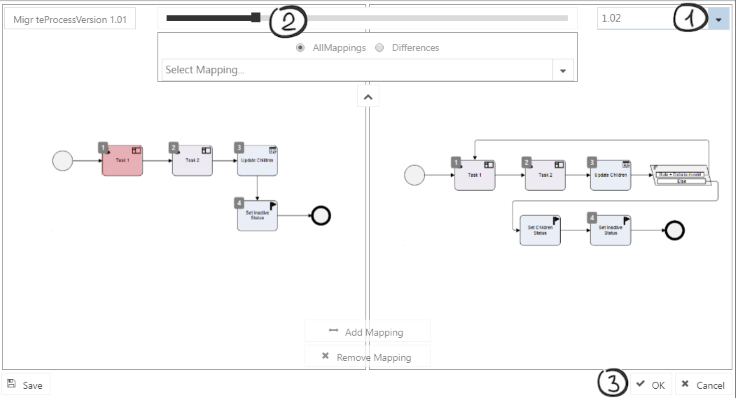 Migr teProcessVersion 1.01
2
1.02
1
AllMappings Differences
Select Mapping...
1 2 3
Task 1 Task 2 Update Children
4
Set Inactive
Status
1 2 3
Task 1 Task 2 Update Children
Else
4
Set Children
Status
Set Inactive
Status
Add Mapping
Remove Mapping
Save
3
OK
Cancel